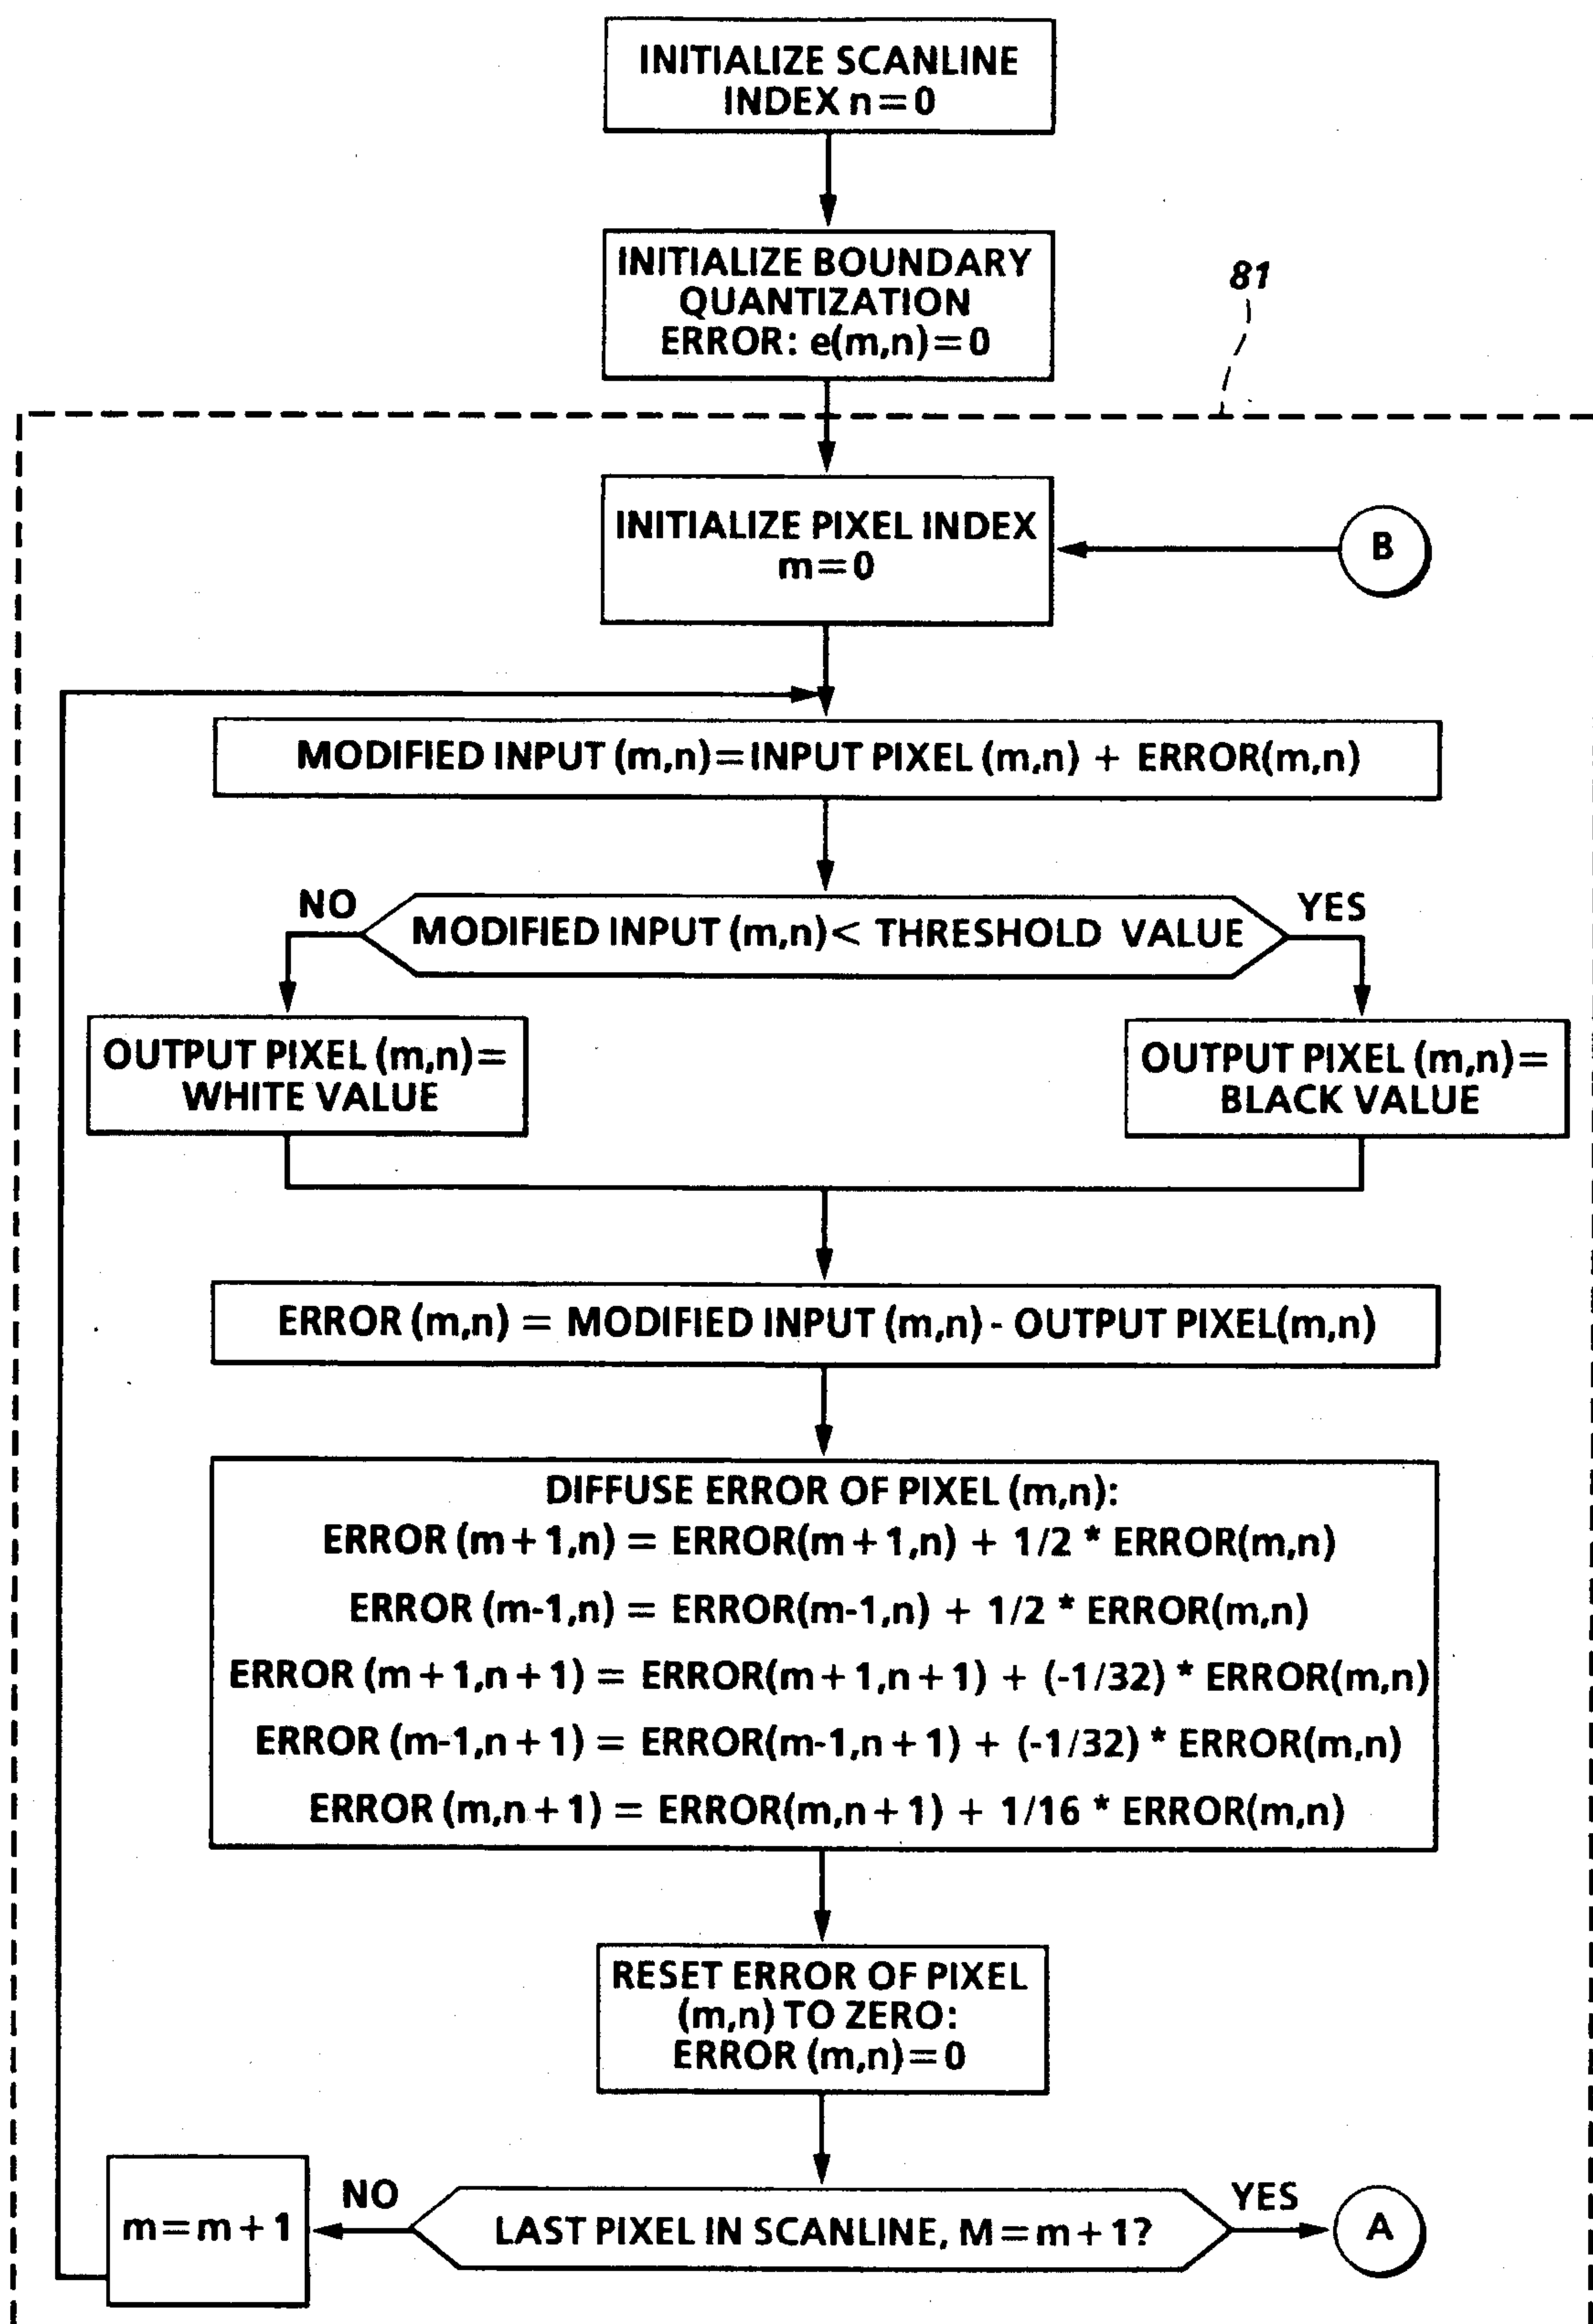 INITIALIZE SCANLINE
INDEX n=0
INITIALIZE BOUNDARY
QUANTIZATION
ERROR: e(m,n)=0
81
INITIALIZE PIXEL INDEX
m=0
B
MODIFIED INPUT (m,n)=INPUT PIXEL (m,n) + ERROR(m,n)
NO
MODIFIED INPUT (m,n)< THRESHOLD VALUE
YES
OUTPUT PIXEL (m,n)=
WHITE VALUE
OUTPUT PIXEL (m,n)=
BLACK VALUE
ERROR (m,n) = MODIFIED INPUT (m,n) - OUTPUT PIXEL(m,n)
DIFFUSE ERROR OF PIXEL (m,n):
ERROR (m+1,n) = ERROR(m+1,n) + 1/2 * ERROR(m,n)
ERROR (m-1,n) = ERROR(m-1,n) + 1/2 * ERROR(m,n)
ERROR (m+1,n+1) = ERROR(m+1,n+1) + (-1/32) * ERROR(m,n)
ERROR (m-1,n+1) = ERROR(m-1,n+1) + (-1/32) * ERROR(m,n)
ERROR (m,n+1) = ERROR(m,n+1) + 1/16 * ERROR(m,n)
RESET ERROR OF PIXEL
(m,n) TO ZERO:
ERROR (m,n)=0
m=m+1
NO
LAST PIXEL IN SCANLINE, M=m+1?
YES
A